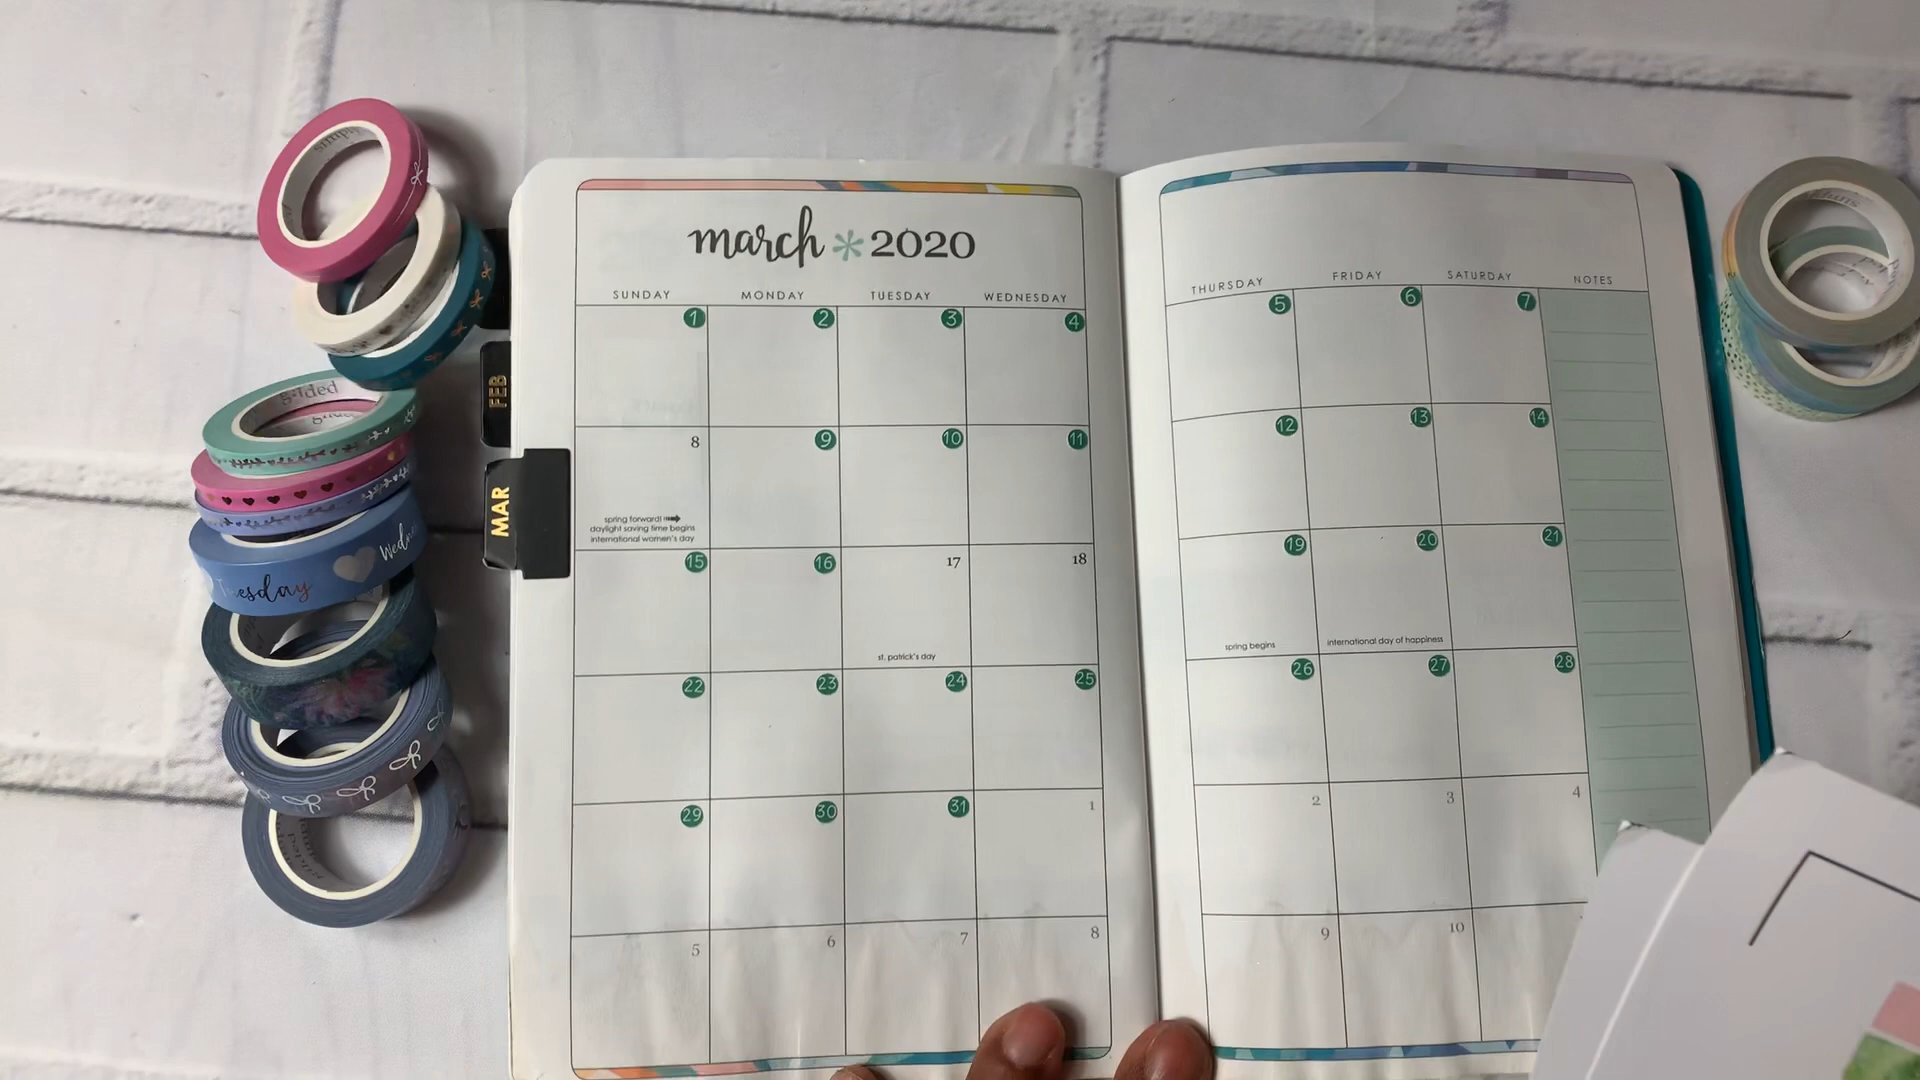 march * 2020
SUNDAY MONDAY TUESDAY WEDNESDAY
THURSDAY FRIDAY SATURDAY NOTES
1 2 3 4
5 6 7
8 9 10 11
12 13 14
spring forward!
daylight saving time begins
international women's day
15 16 17 18
19 20 21
st. patrick's day
spring begins
international day of happiness
22 23 24 25
26 27 28
29 30 31 1
2 3 4
5 6 7 8
9 10
FEB
MAR
simply
gilded
Tuesday